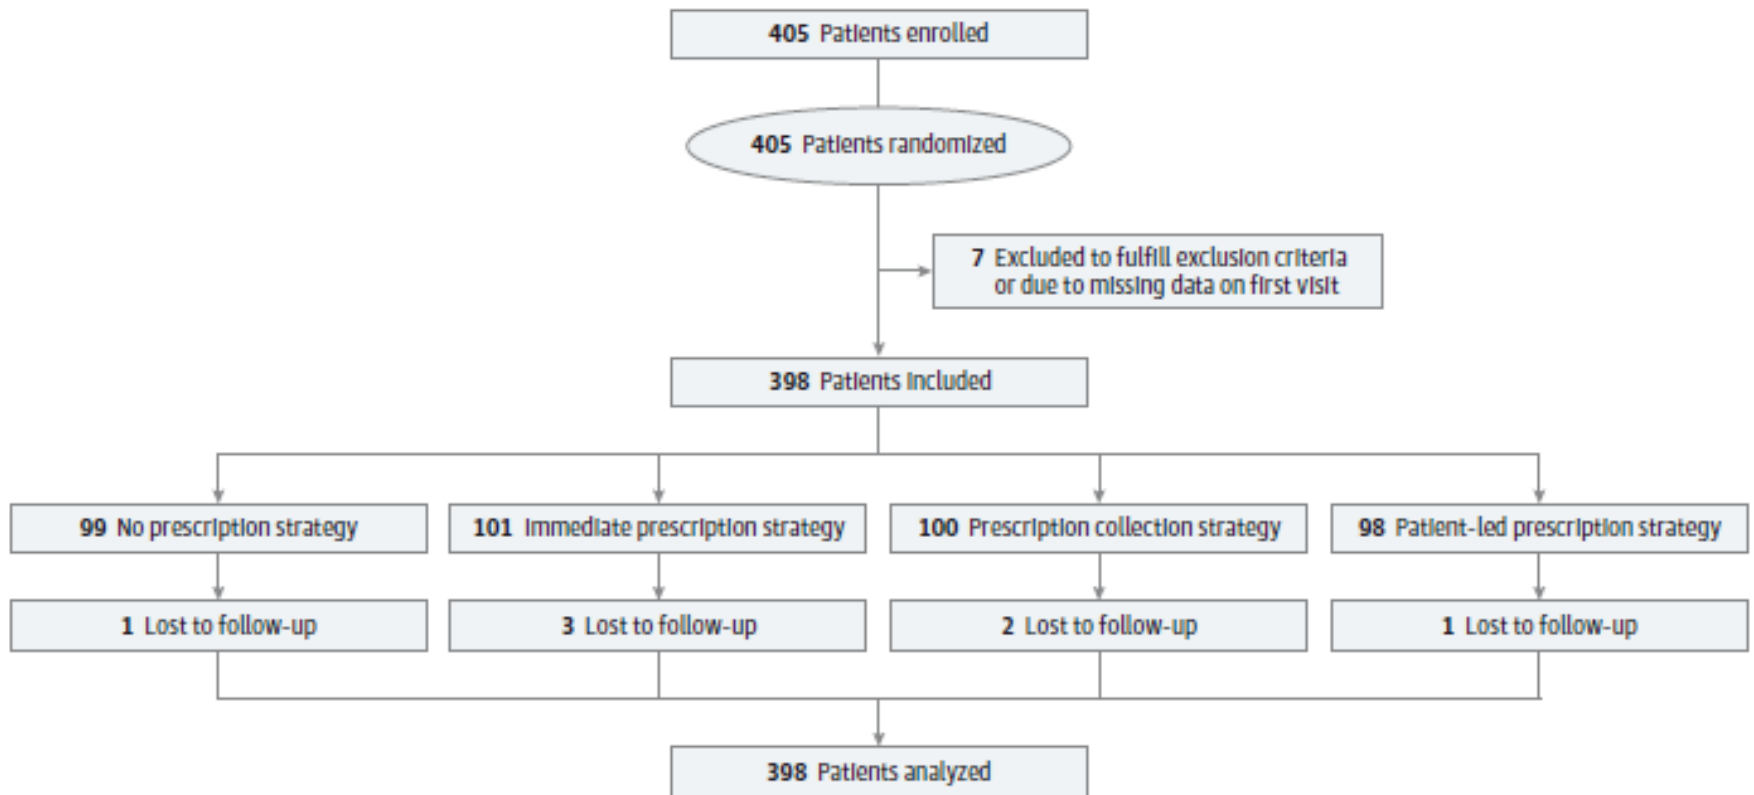 405 Patients enrolled
405 Patients randomized
7 Excluded to fulfill exclusion criteria
or due to missing data on first visit
398 Patients included
99 No prescription strategy
101 Immediate prescription strategy
100 Prescription collection strategy
98 Patient-led prescription strategy
1 Lost to follow-up
3 Lost to follow-up
2 Lost to follow-up
1 Lost to follow-up
398 Patients analyzed